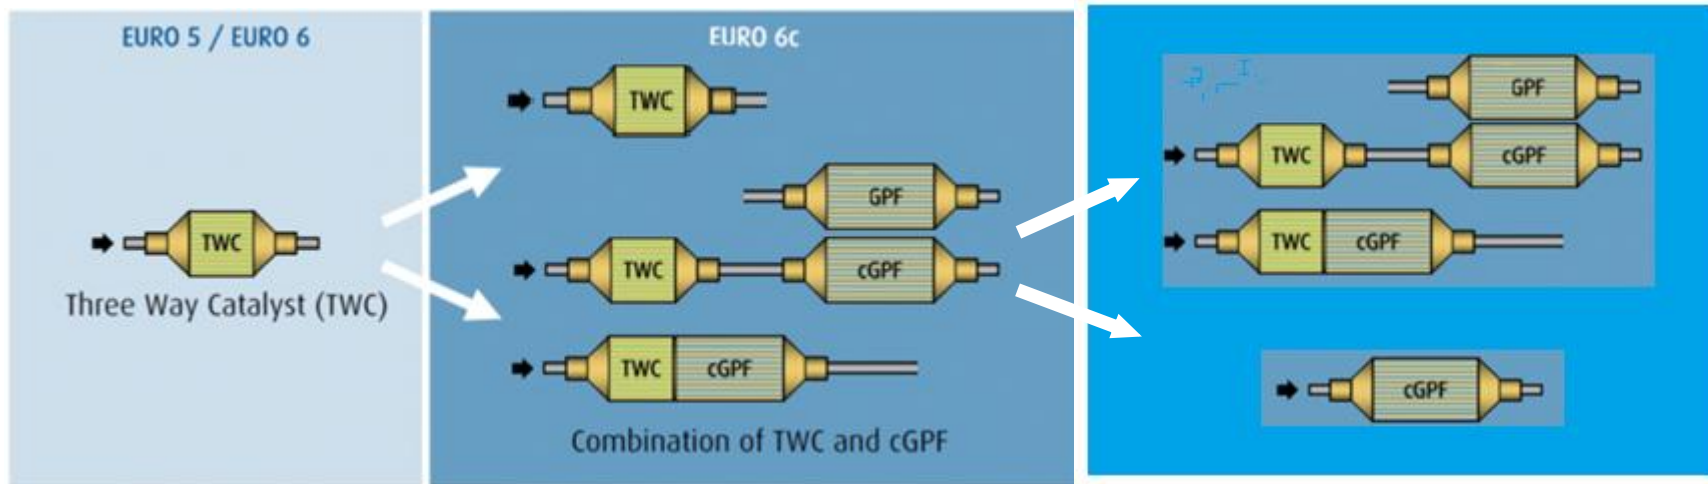 EURO 5 / EURO 6
TWC
Three Way Catalyst (TWC)
EURO 6c
TWC
GPF
TWC cGPF
TWC cGPF
Combination of TWC and cGPF
GPF
TWC cGPF
TWC cGPF
cGPF